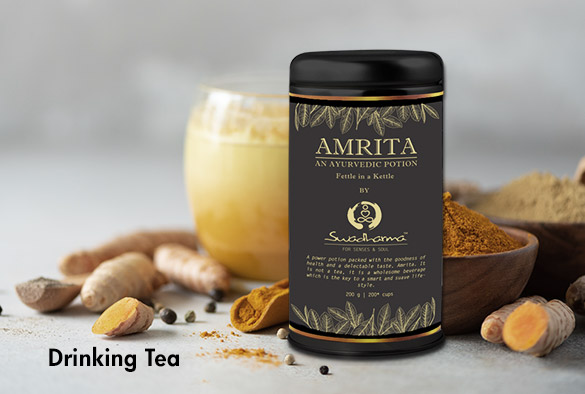 AMRITA
AN AYURVEDIC POTION
Fettle in a Kettle
BY
Swadharma™
FOR SENSES & SOUL
A power potion packed with the goodness of
health and a delectable taste, Amrita. It
is not a tea, it is a wholesome beverage
which is the key to a smart and suave life-
style.
200 g | 200* cups
Drinking Tea